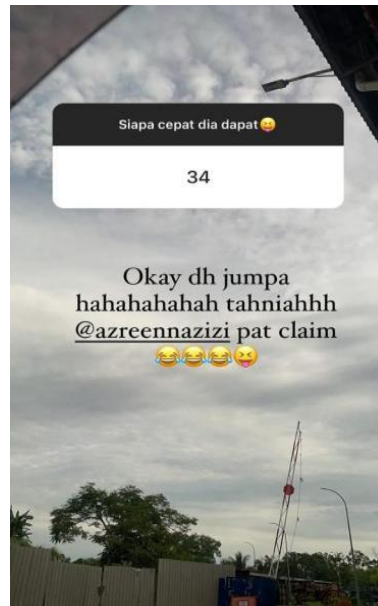 Siapa cepat dia dapat😛
34
Okay dh jumpa
hahahahahah tahniahhh
@azreennazizi pat claim
😂😂😂😝